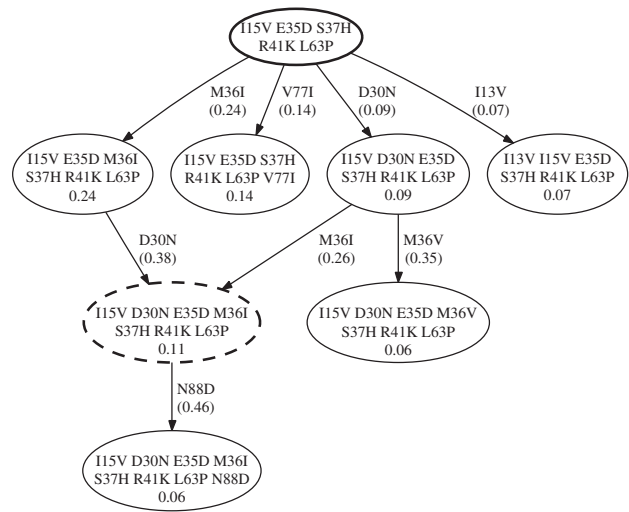 I15V E35D S37H
R41K L63P
M36I
(0.24)
V77I
(0.14)
D30N
(0.09)
I13V
(0.07)
I15V E35D M36I
S37H R41K L63P
0.24
I15V E35D S37H
R41K L63P V77I
0.14
I15V D30N E35D
S37H R41K L63P
0.09
I13V I15V E35D
S37H R41K L63P
0.07
D30N
(0.38)
M36I
(0.26)
M36V
(0.35)
I15V D30N E35D M36I
S37H R41K L63P
0.11
I15V D30N E35D M36V
S37H R41K L63P
0.06
N88D
(0.46)
I15V D30N E35D M36I
S37H R41K L63P N88D
0.06